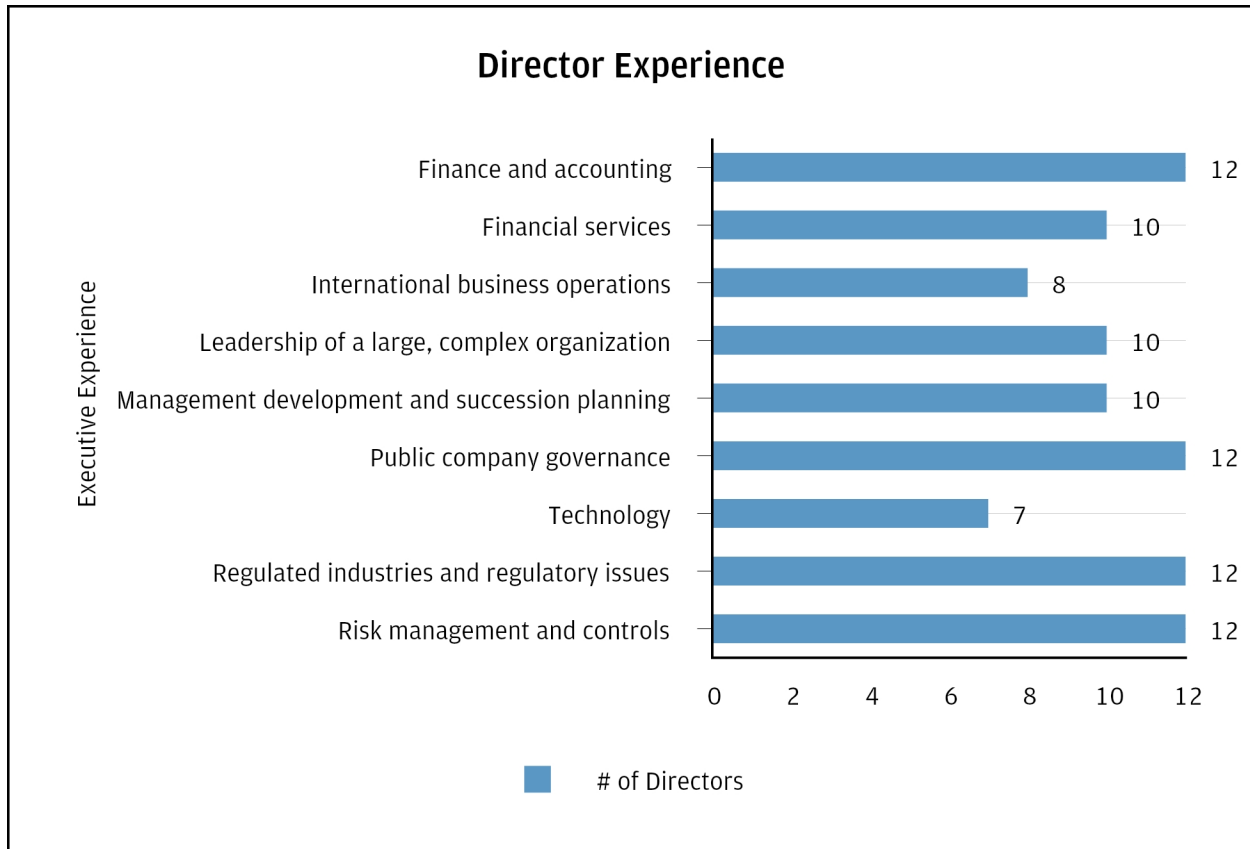 Director Experience
Executive Experience
Finance and accounting 12
Financial services 10
International business operations 8
Leadership of a large, complex organization 10
Management development and succession planning 10
Public company governance 12
Technology 7
Regulated industries and regulatory issues 12
Risk management and controls 12
0 2 4 6 8 10 12
# of Directors